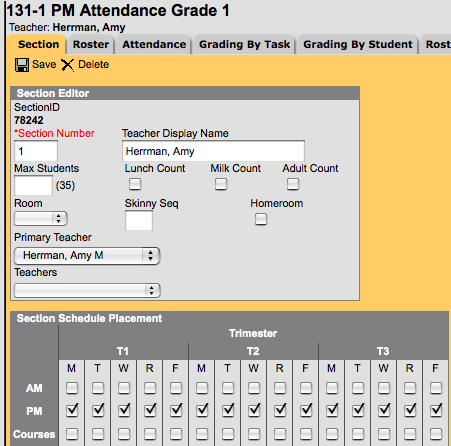 131-1 PM Attendance Grade 1
Teacher: Herrman, Amy
Section Roster Attendance Grading By Task Grading By Student Rost
Save Delete
Section Editor
SectionID
78242
*Section Number Teacher Display Name
1 Herrman, Amy
Max Students Lunch Count Milk Count Adult Count
(35)
Room Skinny Seq Homeroom
Primary Teacher
Herrman, Amy M
Teachers
Section Schedule Placement
Trimester
T1 T2 T3
M T W R F M T W R F M T W R F
AM
PM
Courses